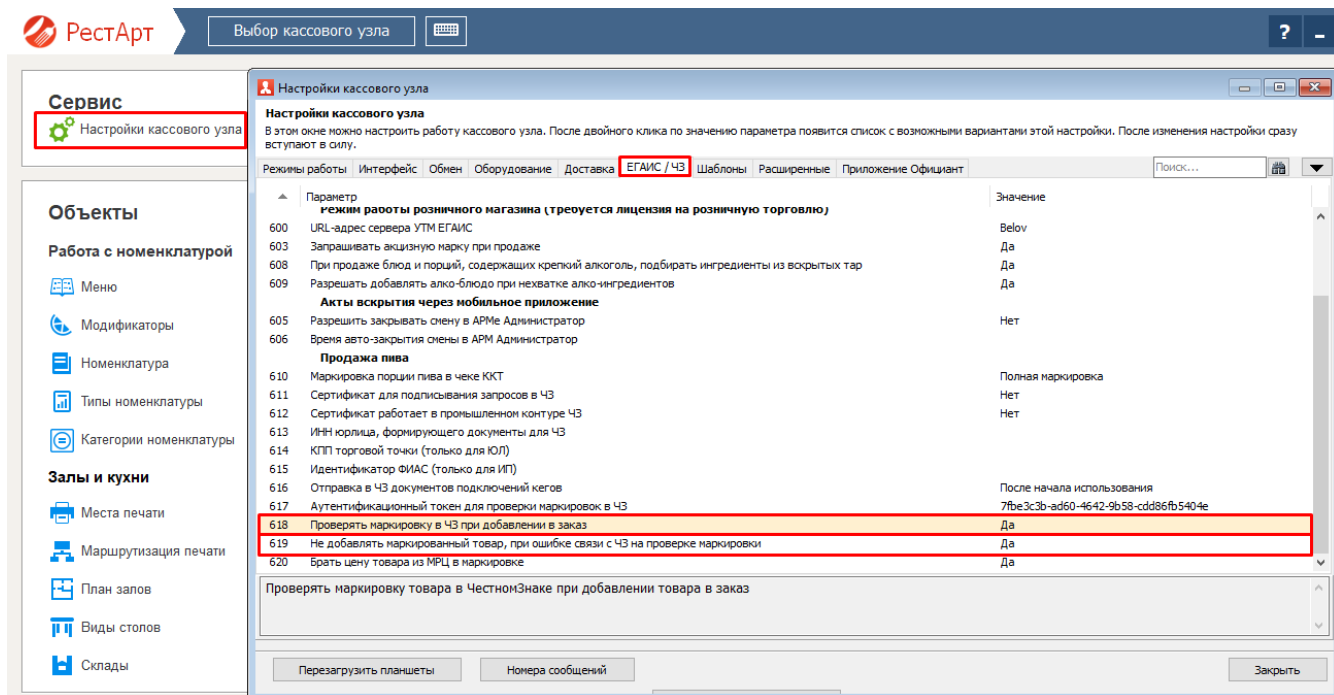 РестАрт
Выбор кассового узла
?
Сервис
Настройки кассового узла
Объекты
Работа с номенклатурой
Меню
Модификаторы
Номенклатура
Типы номенклатуры
Категории номенклатуры
Залы и кухни
Места печати
Маршрутизация печати
План залов
Виды столов
Склады
Настройки кассового узла
Настройки кассового узла
В этом окне можно настроить работу кассового узла. После двойного клика по значению параметра появится список с возможными вариантами этой настройки. После изменения настройки сразу
вступают в силу.
Режимы работы Интерфейс Обмен Оборудование Доставка ЕГАИС / ЧЗ Шаблоны Расширенные Приложение Официант Поиск...
Параметр Значение
Режим работы розничного магазина (требуется лицензия на розничную торговлю)
600 URL-адрес сервера УТМ ЕГАИС Belov
603 Запрашивать акцизную марку при продаже Да
608 При продаже блюд и порций, содержащих крепкий алкоголь, подбирать ингредиенты из вскрытых тар Да
609 Разрешать добавлять алко-блюдо при нехватке алко-ингредиентов Да
Акты вскрытия через мобильное приложение
605 Разрешить закрывать смену в АРМе Администратор Нет
606 Время авто-закрытия смены в АРМ Администратор
Продажа пива
610 Маркировка порции пива в чеке ККТ Полная маркировка
611 Сертификат для подписывания запросов в ЧЗ Нет
612 Сертификат работает в промышленном контуре ЧЗ Нет
613 ИНН юрлица, формирующего документы для ЧЗ
614 КПП торговой точки (только для ЮЛ)
615 Идентификатор ФИАС (только для ИП)
616 Отправка в ЧЗ документов подключений кегов После начала использования
617 Аутентификационный токен для проверки маркировок в ЧЗ 7fbe3c3b-ad60-4642-9b58-cdd86fb5404e
618 Проверять маркировку в ЧЗ при добавлении в заказ Да
619 Не добавлять маркированный товар, при ошибке связи с ЧЗ на проверке маркировки Да
620 Брать цену товара из МРЦ в маркировке Да
Проверять маркировку товара в ЧестномЗнаке при добавлении товара в заказ
Перезагрузить планшеты Номера сообщений Закрыть